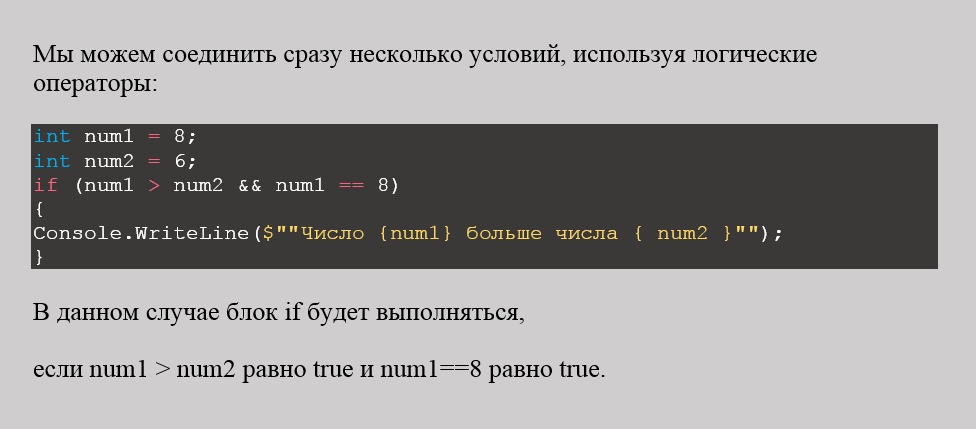 Мы можем соединить сразу несколько условий, используя логические
операторы:
int num1 = 8;
int num2 = 6;
if (num1 > num2 && num1 == 8)
{
Console.WriteLine($""Число {num1} больше числа { num2 }"");
}
В данном случае блок if будет выполняться,
если num1 > num2 равно true и num1==8 равно true.